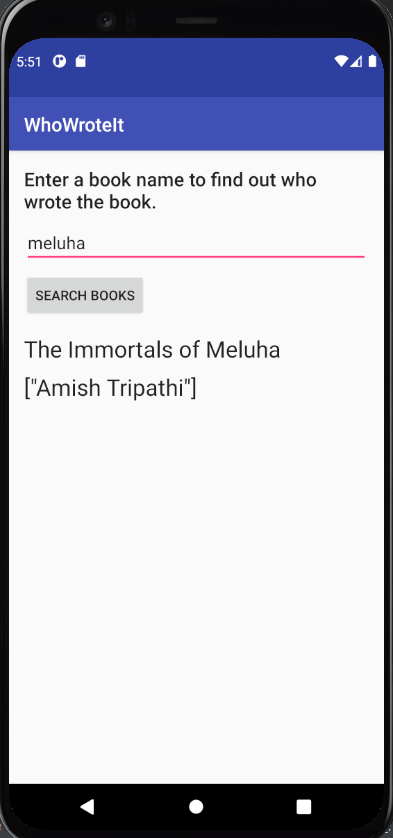 5:51
WhoWroteIt
Enter a book name to find out who
wrote the book.
meluha
SEARCH BOOKS
The Immortals of Meluha
["Amish Tripathi"]